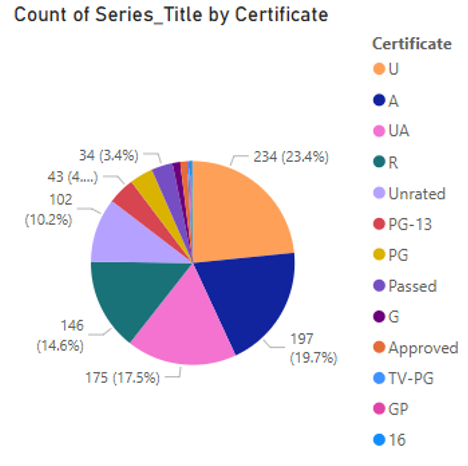 Count of Series_Title by Certificate
Certificate
U
A
UA
R
Unrated
PG-13
PG
Passed
G
Approved
TV-PG
GP
16
34 (3.4%)
43 (4....)
102
(10.2%)
146
(14.6%)
175 (17.5%)
197
(19.7%)
234 (23.4%)